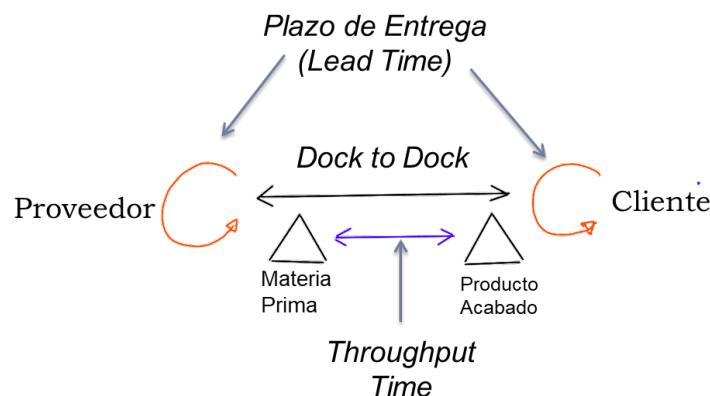 Plazo de Entrega
(Lead Time)
Dock to Dock
Proveedor
Cliente
Materia
Prima
Producto
Acabado
Throughput
Time